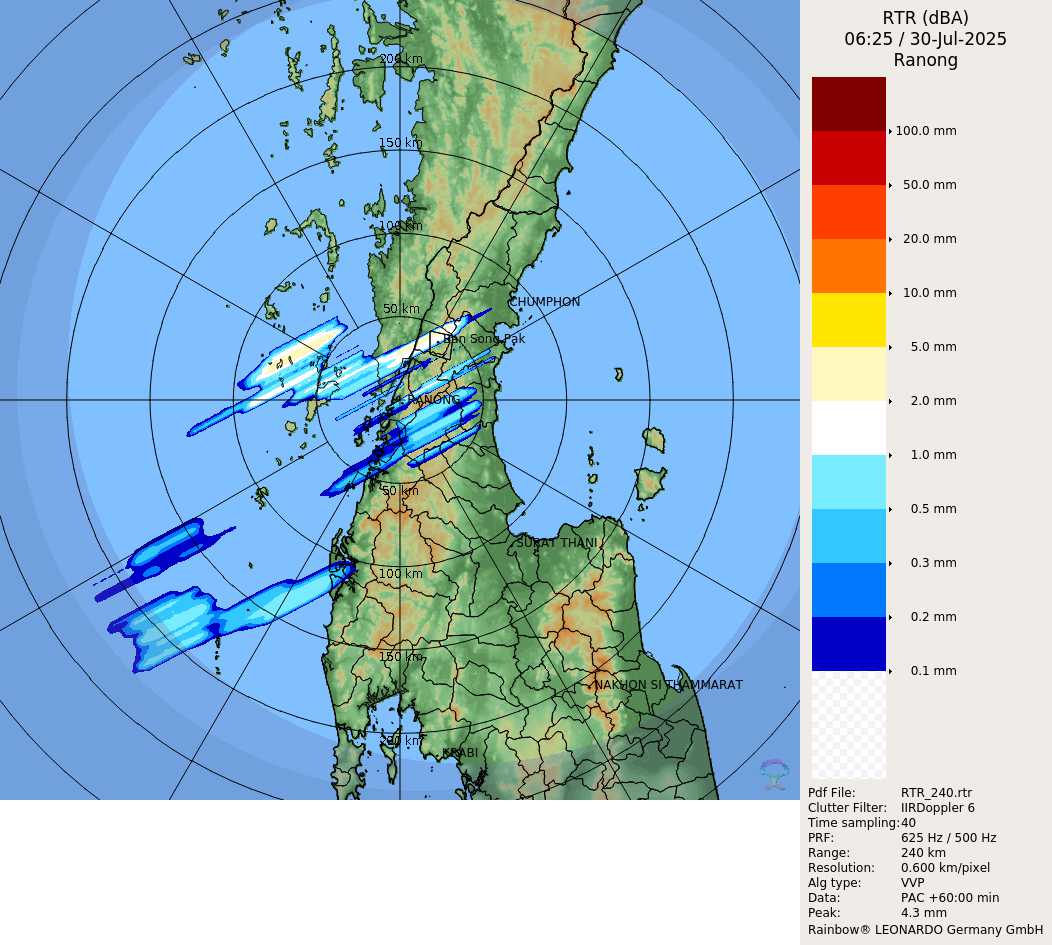 RTR (dBA)
06:25 / 30-Jul-2025
Ranong
100.0 mm
50.0 mm
20.0 mm
10.0 mm
5.0 mm
2.0 mm
1.0 mm
0.5 mm
0.3 mm
0.2 mm
0.1 mm
Pdf File: RTR_240.rtr
Clutter Filter: IIRDoppler 6
Time sampling: 40
PRF: 625 Hz / 500 Hz
Range: 240 km
Resolution: 0.600 km/pixel
Alg type: VVP
Data: PAC +60:00 min
Peak: 4.3 mm
Rainbow® LEONARDO Germany GmbH
200 km
150 km
100 km
50 km
CHUMPHON
Ban Song Pak
RANONG
50 km
SURAT THANI
100 km
150 km
NAKHON SI THAMMARAT
200 km
KRABI